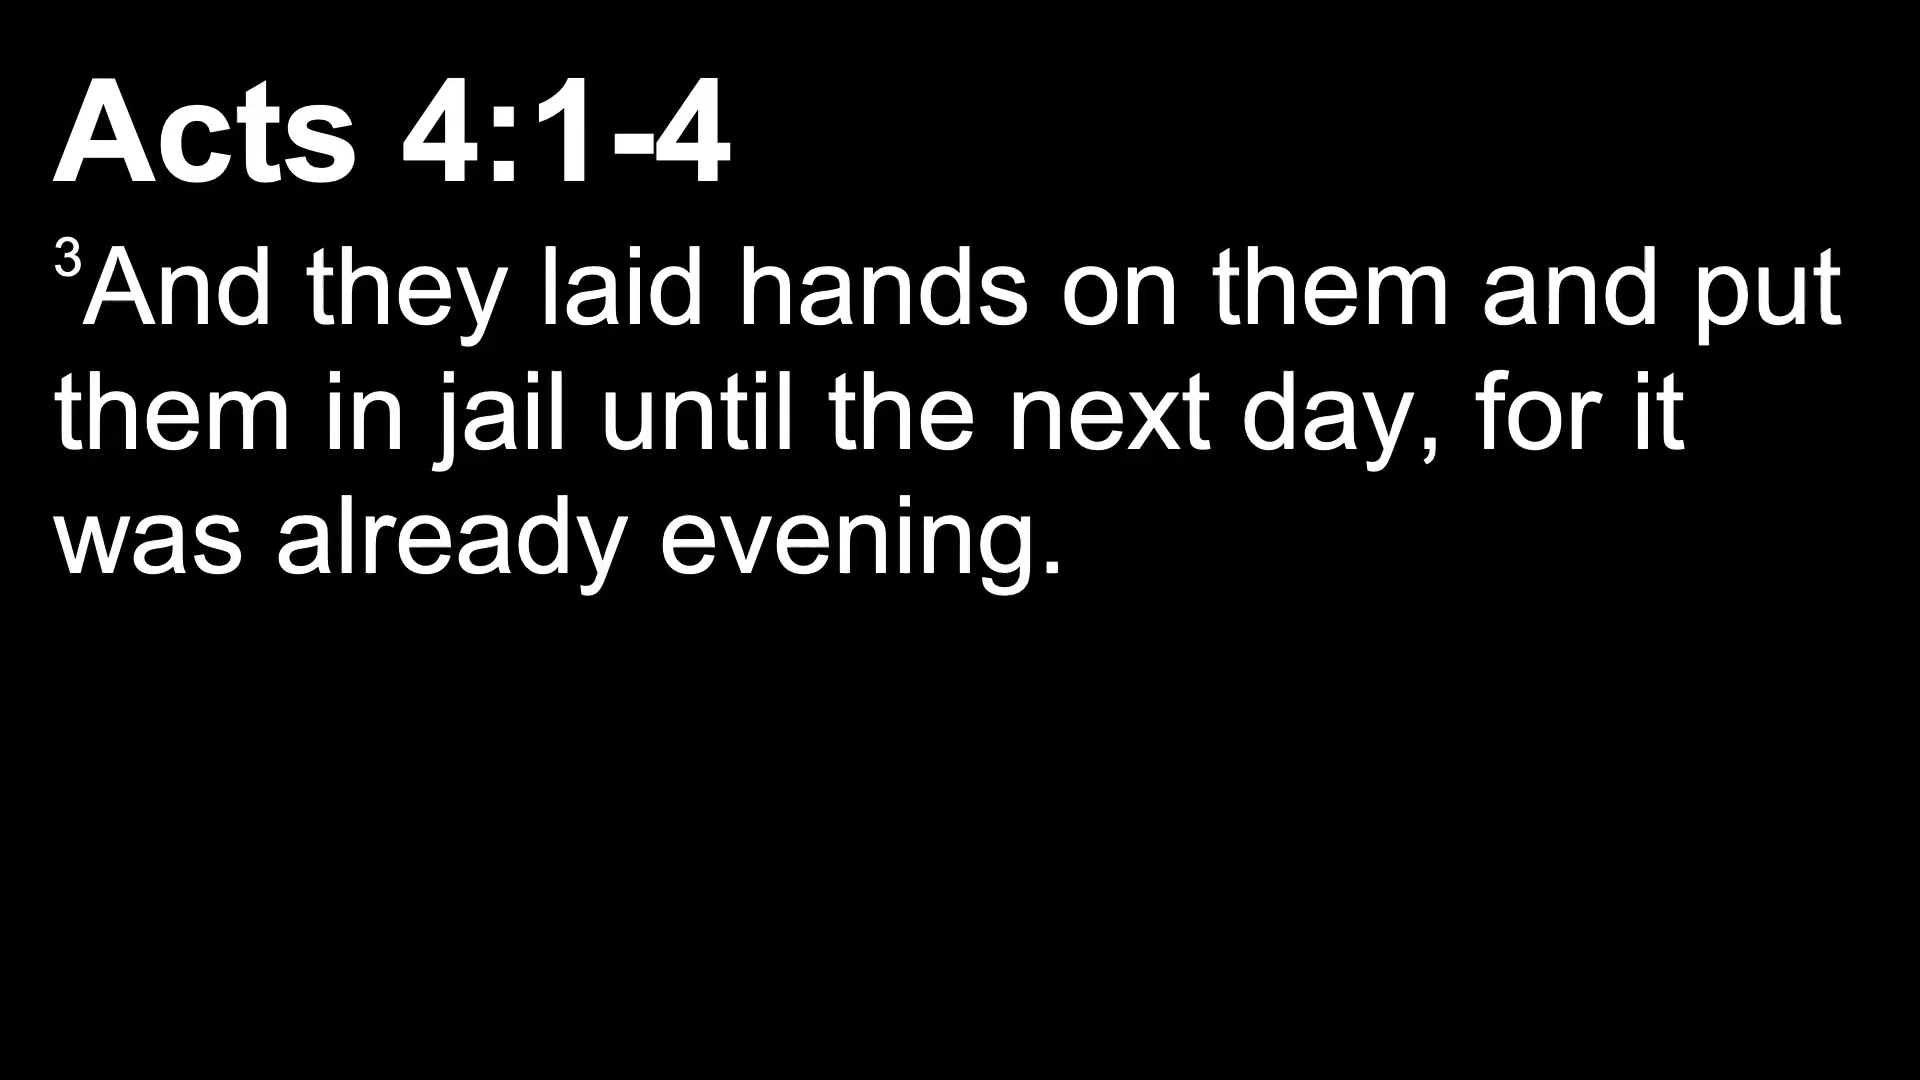 Acts 4:1-4
³And they laid hands on them and put
them in jail until the next day, for it
was already evening.